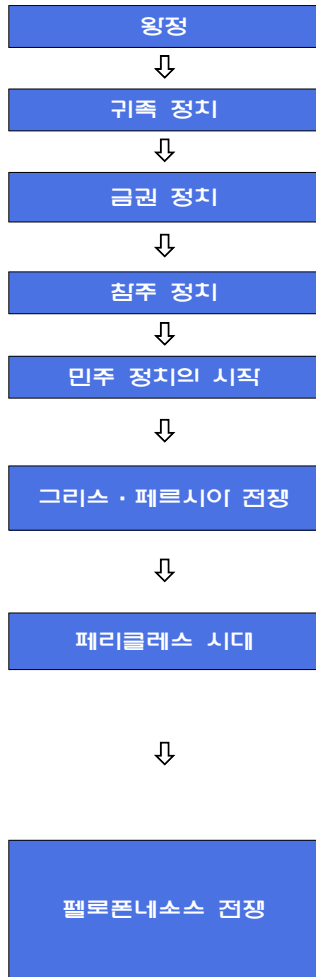 왕정
귀족 정치
금권 정치
참주 정치
민주 정치의 시작
그리스 · 페르시아 전쟁
페리클레스 시대
펠로폰네소스 전쟁